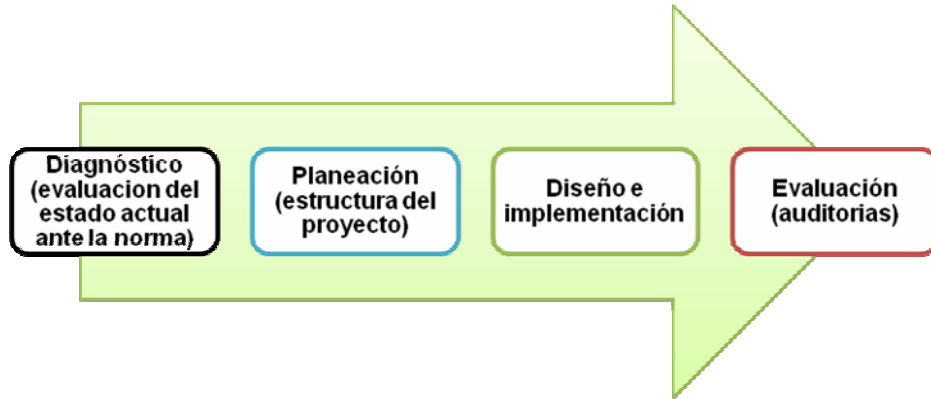 Diagnóstico
(evaluacion del
estado actual
ante la norma)
Planeación
(estructura del
proyecto)
Diseño e
implementación
Evaluación
(auditorias)